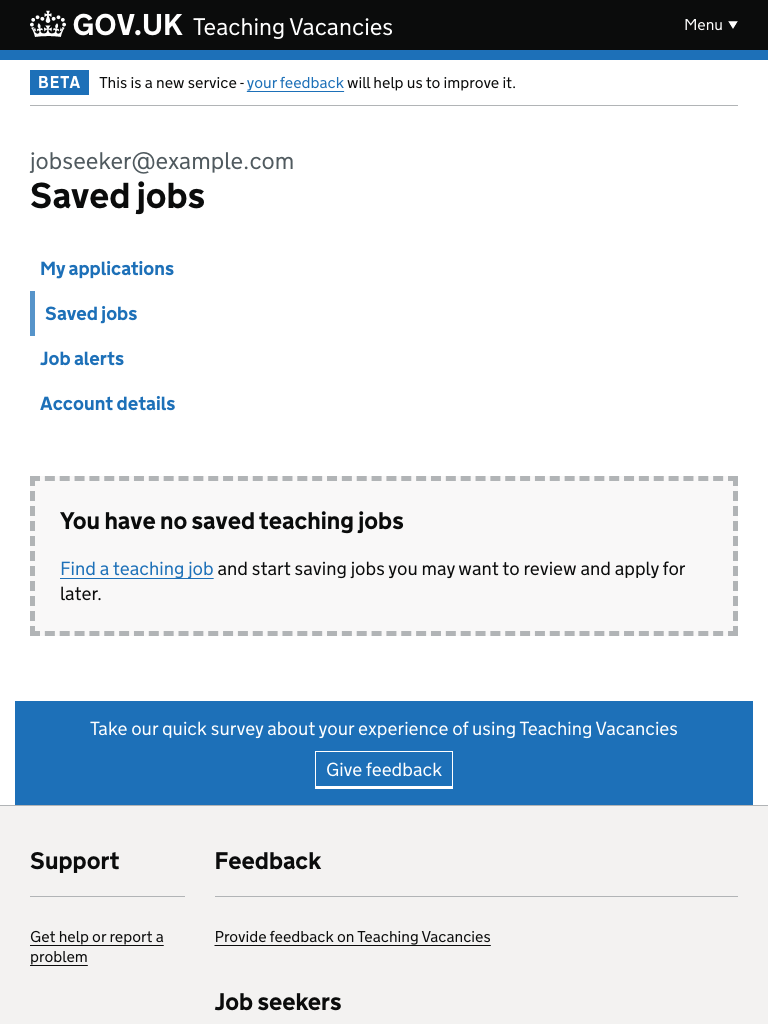 GOV.UK Teaching Vacancies Menu ▼
BETA This is a new service - your feedback will help us to improve it.
jobseeker@example.com
Saved jobs
My applications
Saved jobs
Job alerts
Account details
You have no saved teaching jobs
Find a teaching job and start saving jobs you may want to review and apply for
later.
Take our quick survey about your experience of using Teaching Vacancies
Give feedback
Support
Get help or report a
problem
Feedback
Provide feedback on Teaching Vacancies
Job seekers